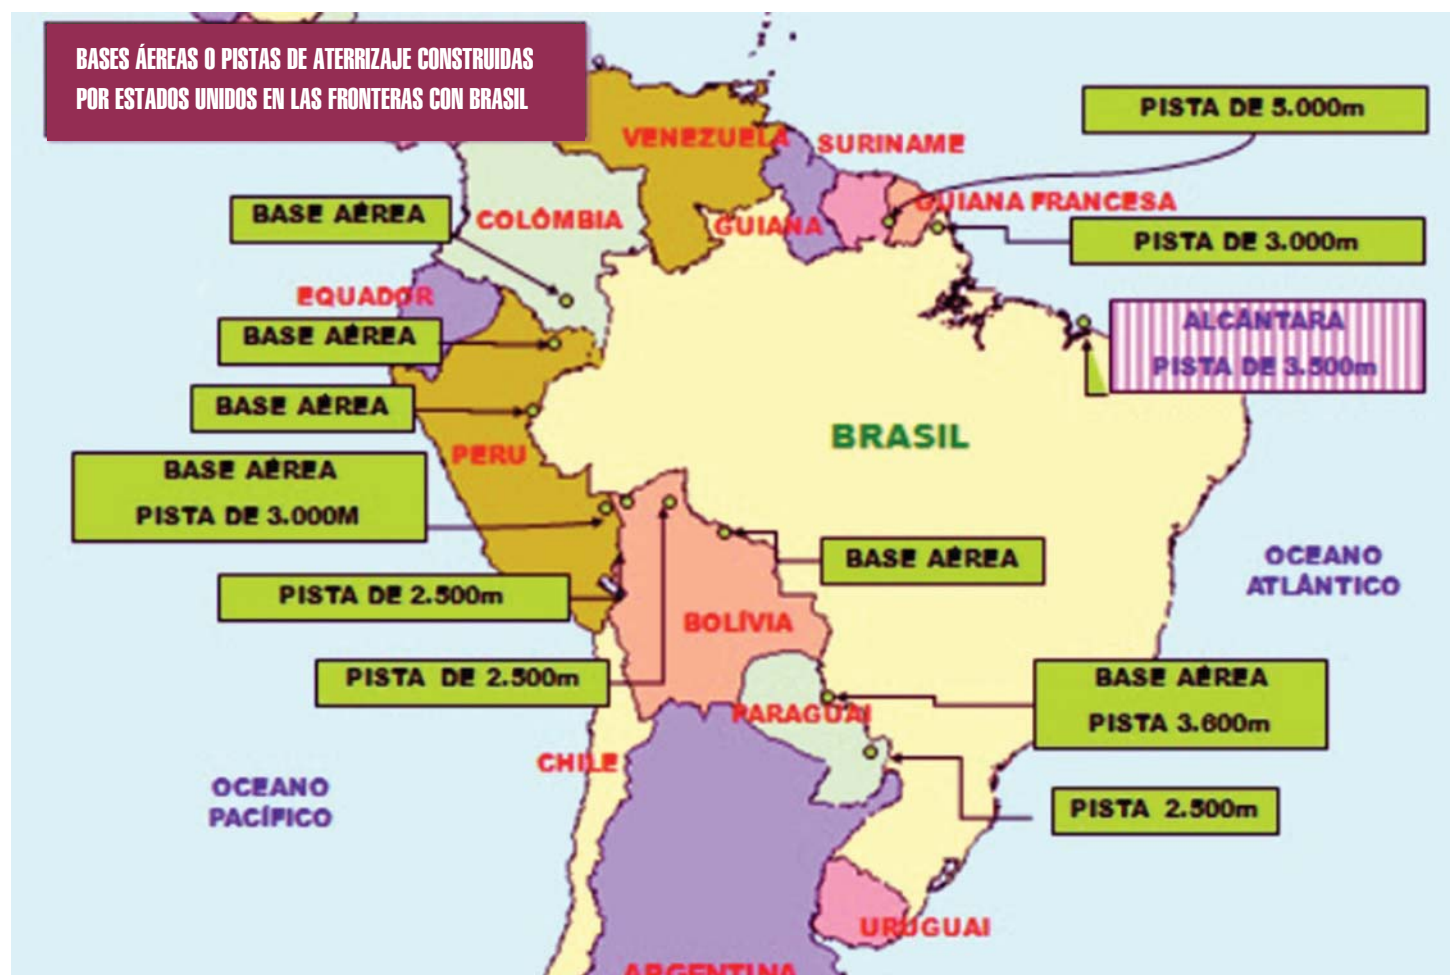 BASES ÁEREAS O PISTAS DE ATERRIZAJE CONSTRUIDAS
POR ESTADOS UNIDOS EN LAS FRONTERAS CON BRASIL
PISTA DE 5.000m
VENEZUELA
SURINAME
GUIANA FRANCESA
BASE AÉREA
COLÔMBIA
GUIANA
PISTA DE 3.000m
EQUADOR
ALCÂNTARA
PISTA DE 3.500m
BASE AÉREA
BASE AÉREA
BRASIL
PERU
BASE AÉREA
PISTA DE 3.000M
BASE AÉREA
OCEANO
ATLÂNTICO
PISTA DE 2.500m
BOLÍVIA
PISTA DE 2.500m
BASE AÉREA
PISTA 3.600m
PARAGUAI
CHILE
OCEANO
PACÍFICO
PISTA 2.500m
URUGUAI
ARGENTINA